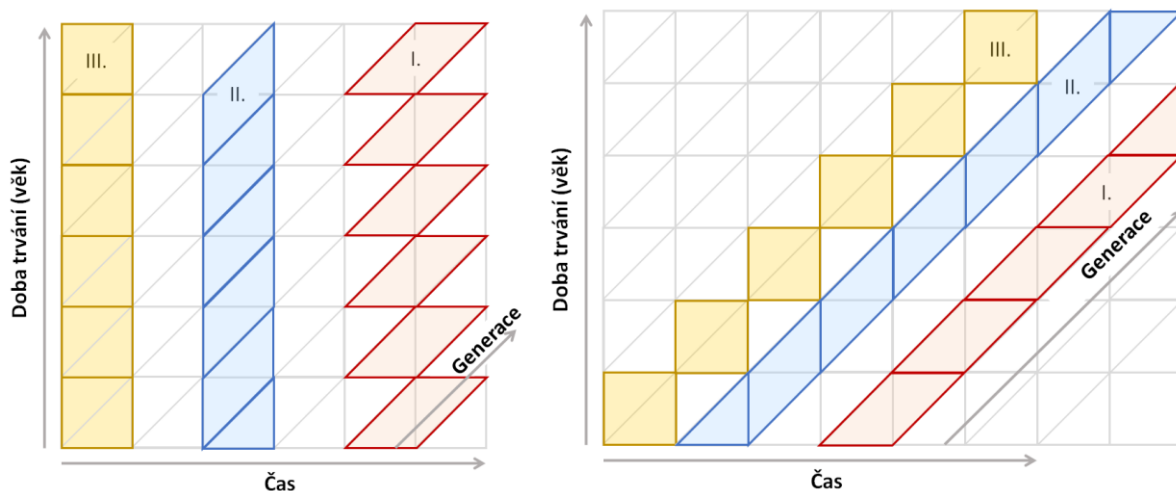 III.
II.
I.
Doba trvání (věk)
Generace
Čas
III.
II.
I.
Doba trvání (věk)
Generace
Čas